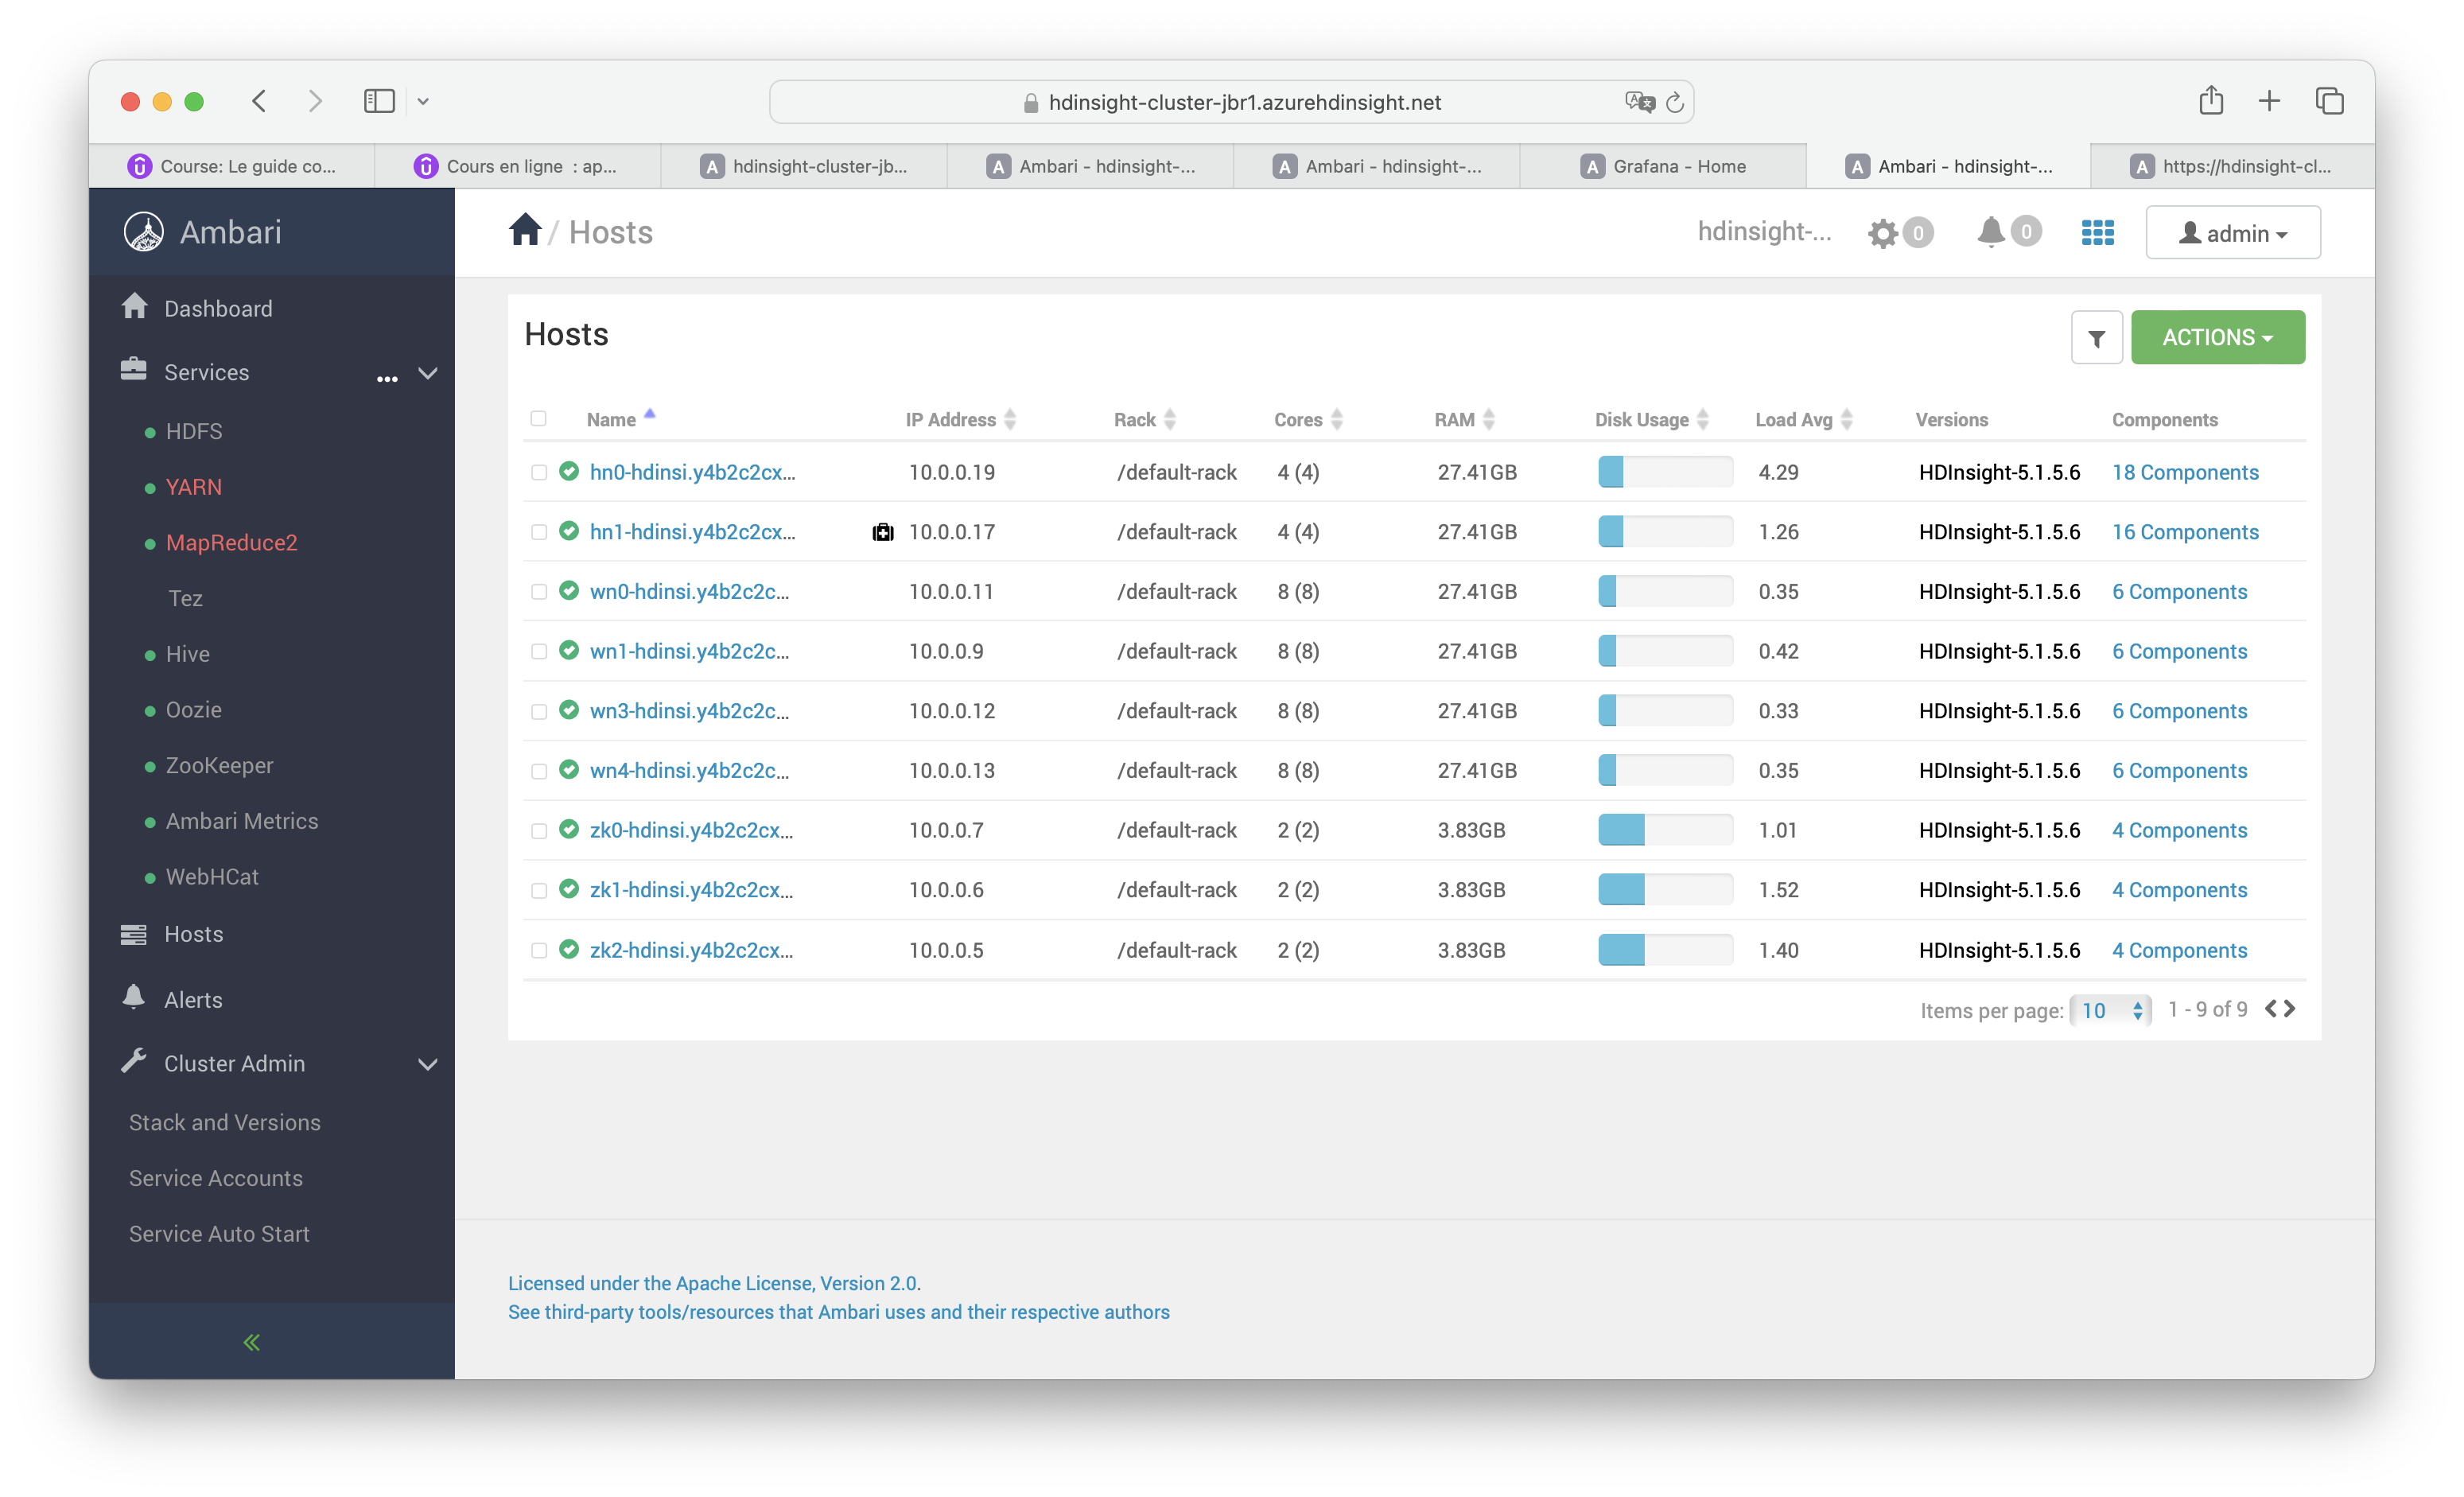 hdinsight-cluster-jbr1.azurehdinsight.net
Course: Le guide co...
Cours en ligne : ap...
A hdinsight-cluster-jb...
A Ambari - hdinsight-...
A Ambari - hdinsight-...
A Grafana - Home
A Ambari - hdinsight-...
A https://hdinsight-cl...
Ambari
/ Hosts
hdinsight-... 0 0 admin
Dashboard
Services ...
HDFS
YARN
MapReduce2
Tez
Hive
Oozie
ZooKeeper
Ambari Metrics
WebHCat
Hosts
Alerts
Cluster Admin
Stack and Versions
Service Accounts
Service Auto Start
Hosts
ACTIONS
Name IP Address Rack Cores RAM Disk Usage Load Avg Versions Components
hn0-hdinsi.y4b2c2cx... 10.0.0.19 /default-rack 4 (4) 27.41GB 4.29 HDInsight-5.1.5.6 18 Components
hn1-hdinsi.y4b2c2cx... 10.0.0.17 /default-rack 4 (4) 27.41GB 1.26 HDInsight-5.1.5.6 16 Components
wn0-hdinsi.y4b2c2c... 10.0.0.11 /default-rack 8 (8) 27.41GB 0.35 HDInsight-5.1.5.6 6 Components
wn1-hdinsi.y4b2c2c... 10.0.0.9 /default-rack 8 (8) 27.41GB 0.42 HDInsight-5.1.5.6 6 Components
wn3-hdinsi.y4b2c2c... 10.0.0.12 /default-rack 8 (8) 27.41GB 0.33 HDInsight-5.1.5.6 6 Components
wn4-hdinsi.y4b2c2c... 10.0.0.13 /default-rack 8 (8) 27.41GB 0.35 HDInsight-5.1.5.6 6 Components
zk0-hdinsi.y4b2c2cx... 10.0.0.7 /default-rack 2 (2) 3.83GB 1.01 HDInsight-5.1.5.6 4 Components
zk1-hdinsi.y4b2c2cx... 10.0.0.6 /default-rack 2 (2) 3.83GB 1.52 HDInsight-5.1.5.6 4 Components
zk2-hdinsi.y4b2c2cx... 10.0.0.5 /default-rack 2 (2) 3.83GB 1.40 HDInsight-5.1.5.6 4 Components
Items per page: 10 1 - 9 of 9
Licensed under the Apache License, Version 2.0.
See third-party tools/resources that Ambari uses and their respective authors